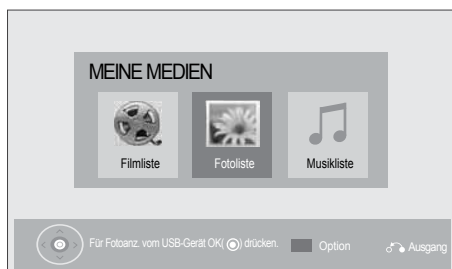 MEINE MEDIEN
Filmliste
Fotoliste
Musikliste
Für Fotoanz. vom USB-Gerät OK(◉) drücken. Option Ausgang